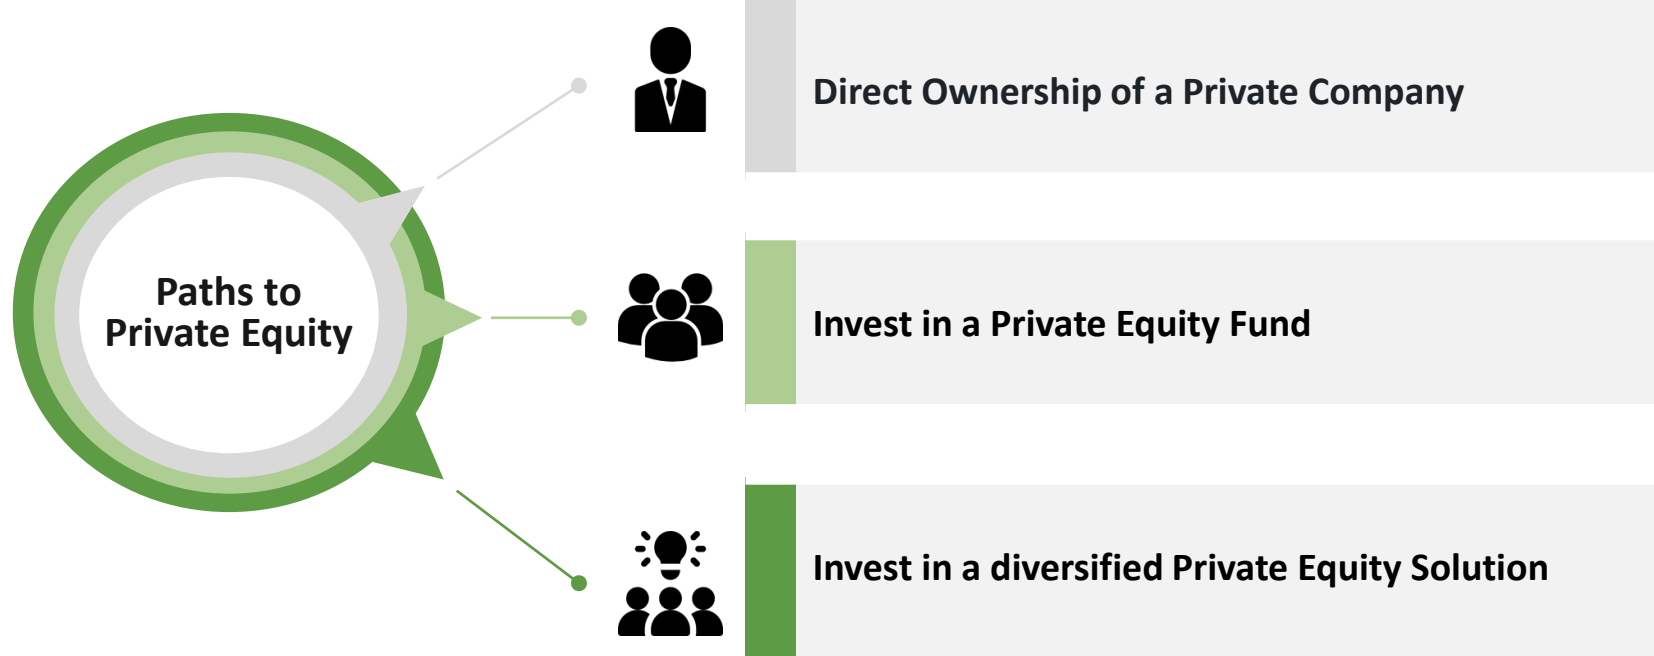 Paths to
Private Equity
Direct Ownership of a Private Company
Invest in a Private Equity Fund
Invest in a diversified Private Equity Solution